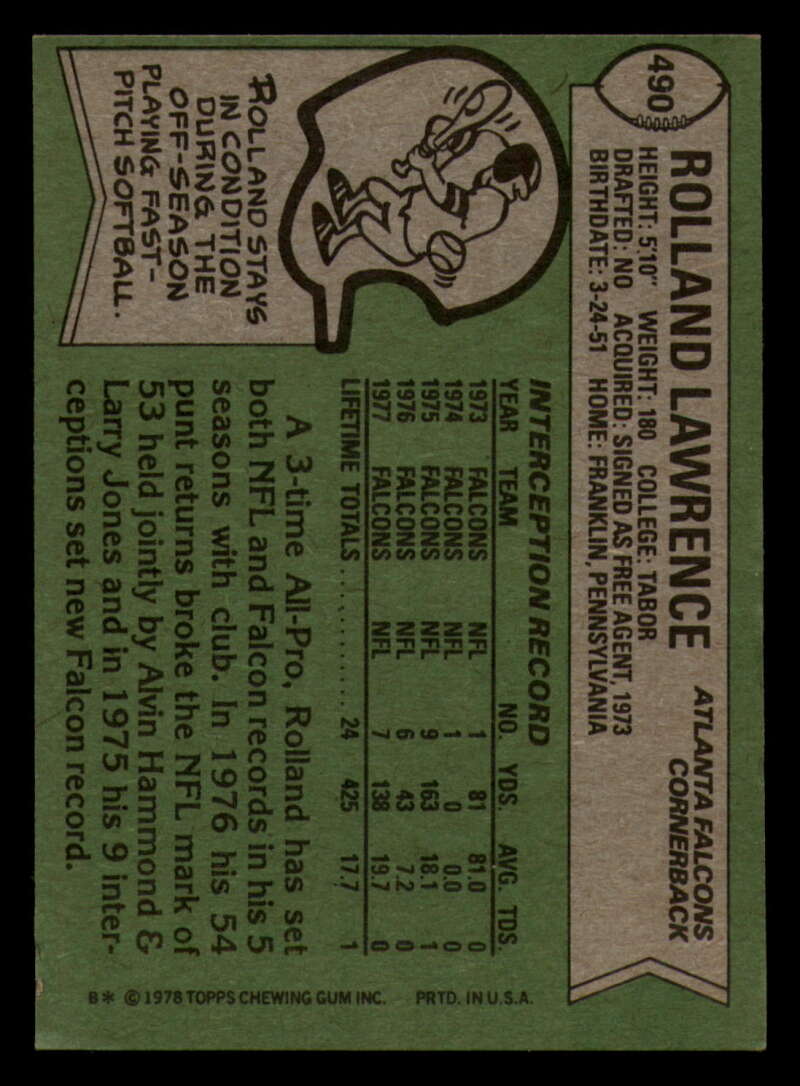 490
ROLLAND LAWRENCE
ATLANTA FALCONS
CORNERBACK
HEIGHT: 5'10" WEIGHT: 180 COLLEGE: TABOR
DRAFTED: NO ACQUIRED: SIGNED AS FREE AGENT, 1973
BIRTHDATE: 3-24-51 HOME: FRANKLIN, PENNSYLVANIA
ROLLAND STAYS
IN CONDITION
DURING THE
OFF-SEASON
PLAYING FAST-
PITCH SOFTBALL.
INTERCEPTION RECORD
YEAR TEAM NO. YDS. AVG. TDS.
1973 FALCONS NFL 1 81 81.0 0
1974 FALCONS NFL 1 0 0.0 0
1975 FALCONS NFL 9 163 18.1 1
1976 FALCONS NFL 6 43 7.2 0
1977 FALCONS NFL 7 138 19.7 0
LIFETIME TOTALS.......... 24 425 17.7 1
A 3-time All-Pro, Rolland has set
both NFL and Falcon records in his 5
seasons with club. In 1976 his 54
punt returns broke the NFL mark of
53 held jointly by Alvin Hammond &
Larry Jones and in 1975 his 9 inter-
ceptions set new Falcon record.
B* © 1978 TOPPS CHEWING GUM INC. PRTD. IN U.S.A.